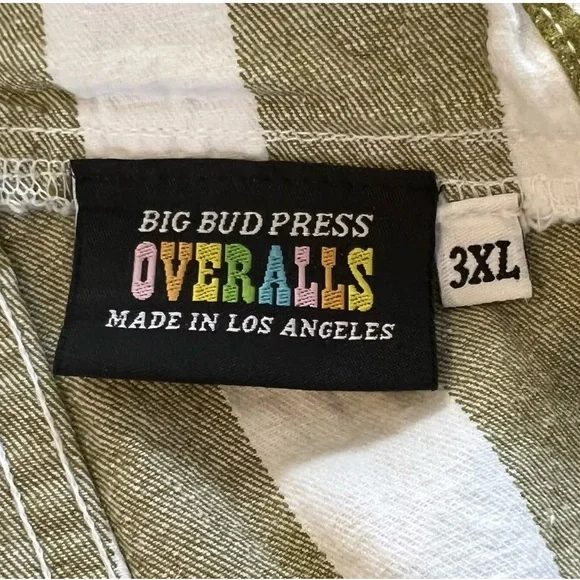 BIG BUD PRESS
OVERALLS
MADE IN LOS ANGELES
3XL